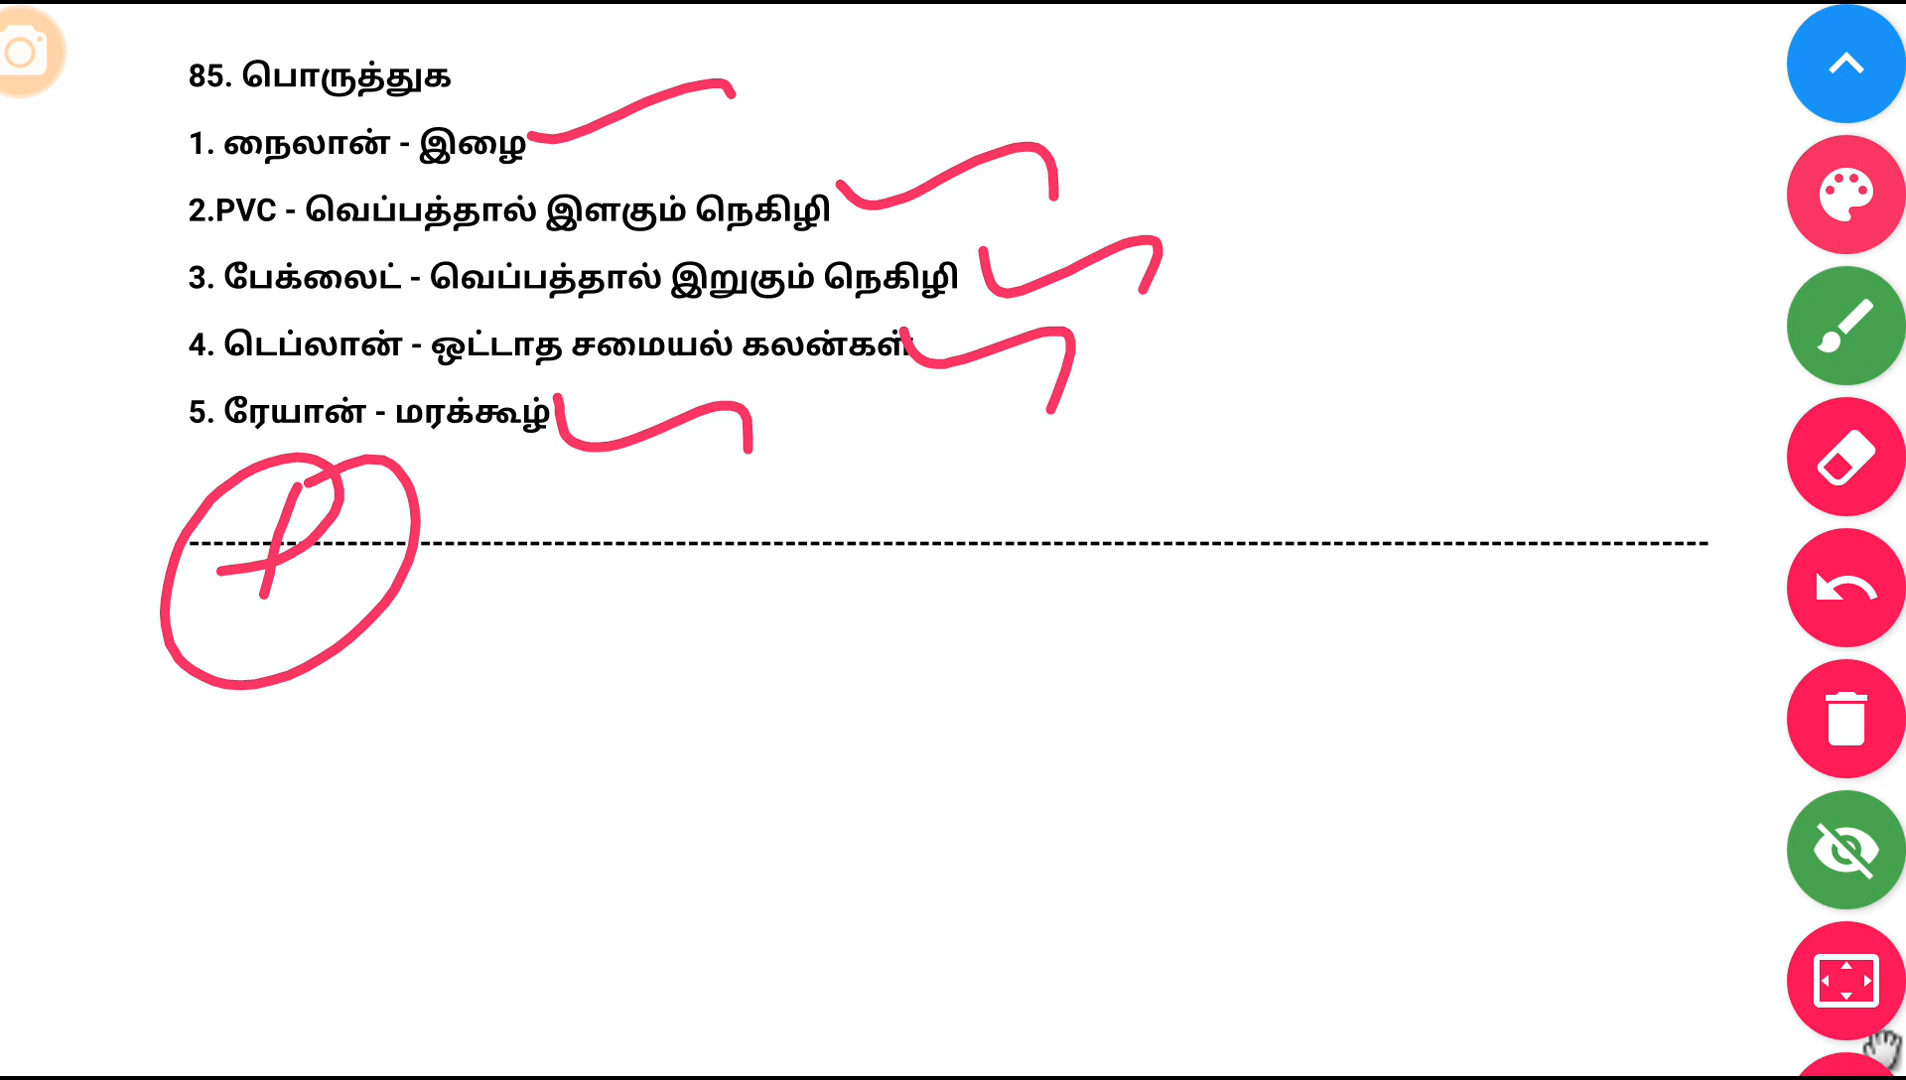 85. பொருத்துக
1. நைலான் - இழை
2.PVC - வெப்பத்தால் இளகும் நெகிழி
3. பேக்லைட் - வெப்பத்தால் இறுகும் நெகிழி
4. டெப்லான் - ஒட்டாத சமையல் கலன்கள்
5. ரேயான் - மரக்கூழ்